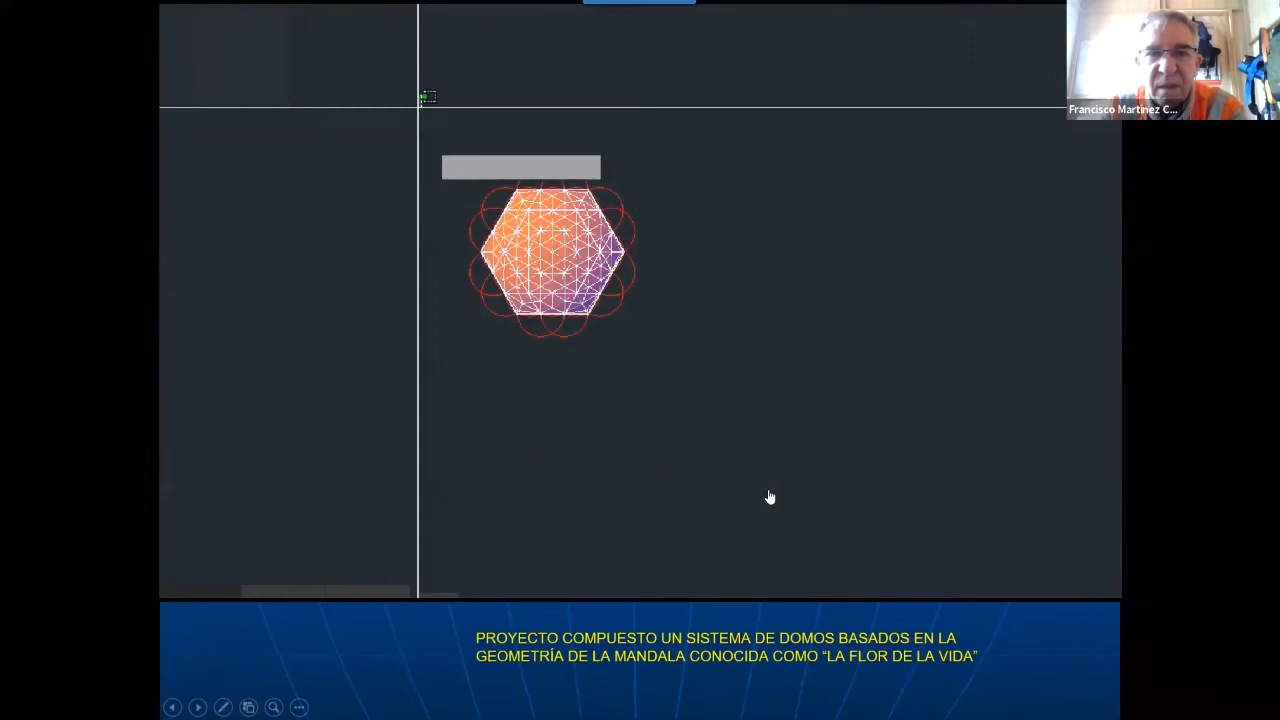 Francisco Martínez C...
PROYECTO COMPUESTO UN SISTEMA DE DOMOS BASADOS EN LA
GEOMETRÍA DE LA MANDALA CONOCIDA COMO “LA FLOR DE LA VIDA”